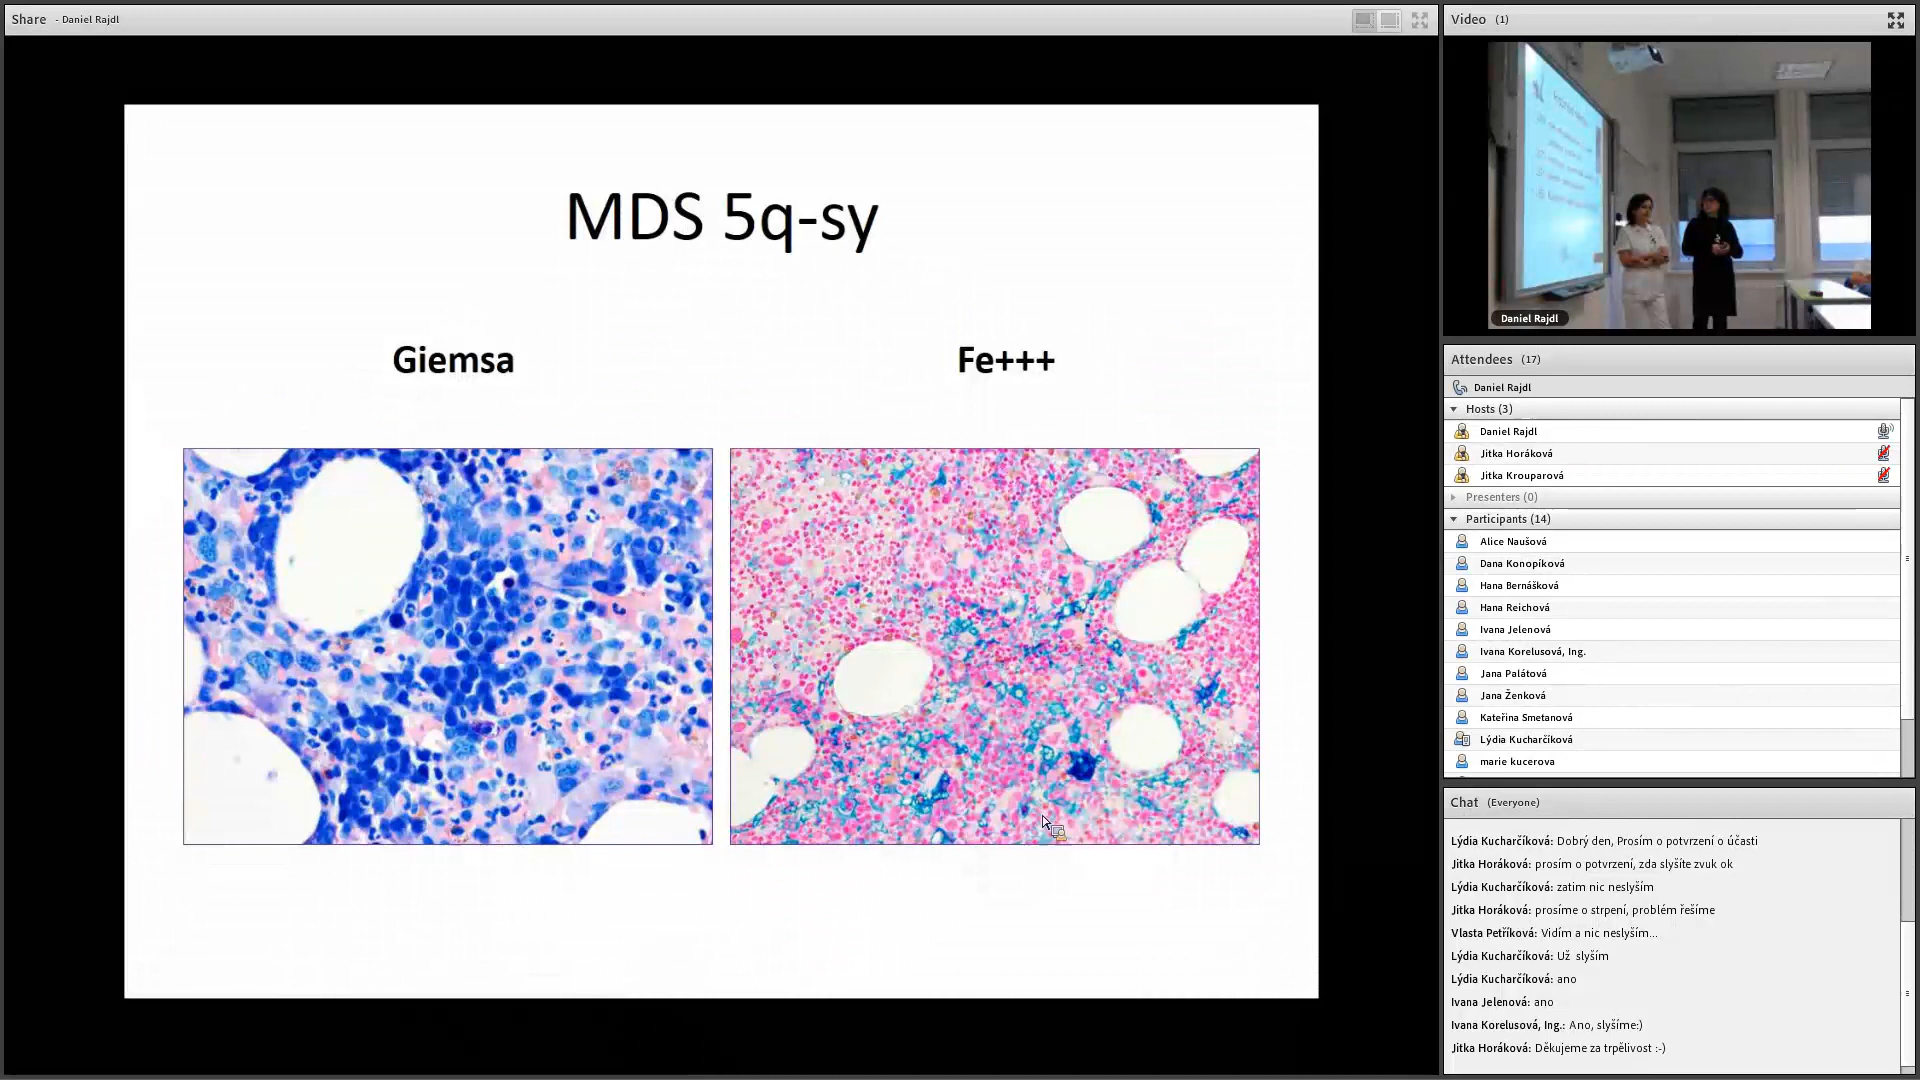 Share - Daniel Rajdl
MDS 5q-sy
Giemsa
Fe+++
Video (1)
Daniel Rajdl
Attendees (17)
Daniel Rajdl
Hosts (3)
Daniel Rajdl
Jitka Horáková
Jitka Krouparová
Presenters (0)
Participants (14)
Alice Naušová
Dana Konopíková
Hana Bernášková
Hana Reichová
Ivana Jelenová
Ivana Korelusová, Ing.
Jana Palátová
Jana Ženková
Kateřina Smetanová
Lýdia Kucharčíková
marie kucerova
Chat (Everyone)
Lýdia Kucharčíková: Dobrý den, Prosím o potvrzení o účasti
Jitka Horáková: prosím o potvrzení, zda slyšíte zvuk ok
Lýdia Kucharčíková: zatim nic neslyším
Jitka Horáková: prosíme o strpení, problém řešíme
Vlasta Petříková: Vidím a nic neslyším...
Lýdia Kucharčíková: Už slyším
Lýdia Kucharčíková: ano
Ivana Jelenová: ano
Ivana Korelusová, Ing.: Ano, slyšíme:)
Jitka Horáková: Děkujeme za trpělivost :-)